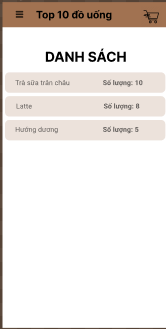 Top 10 đồ uống
DANH SÁCH
Trà sữa trân châu Số lượng: 10
Latte Số lượng: 8
Hướng dương Số lượng: 5